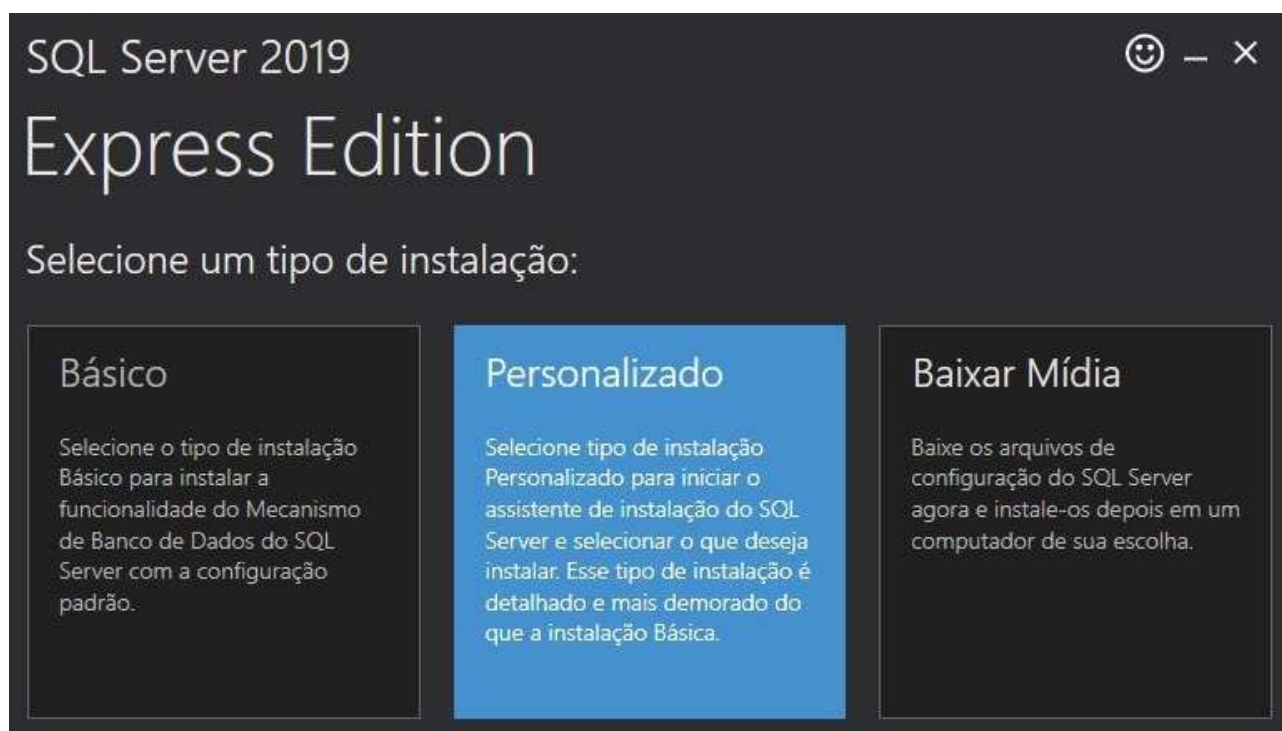 SQL Server 2019
Express Edition
Selecione um tipo de instalação:
Básico
Selecione o tipo de instalação
Básico para instalar a
funcionalidade do Mecanismo
de Banco de Dados do SQL
Server com a configuração
padrão.
Personalizado
Selecione tipo de instalação
Personalizado para iniciar o
assistente de instalação do SQL
Server e selecionar o que deseja
instalar. Esse tipo de instalação é
detalhado e mais demorado do
que a instalação Básica.
Baixar Mídia
Baixe os arquivos de
configuração do SQL Server
agora e instale-os depois em um
computador de sua escolha.